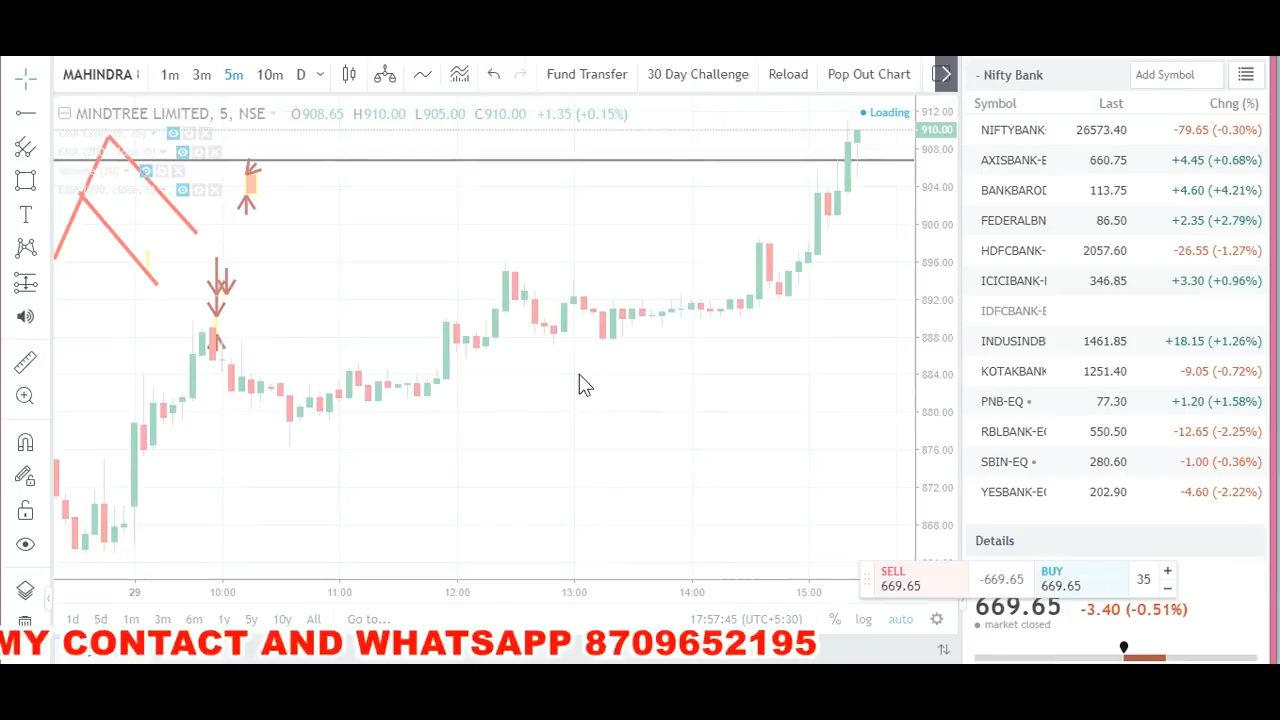 MAHINDRA
1m 3m 5m 10m D
Fund Transfer 30 Day Challenge Reload Pop Out Chart
- Nifty Bank
Add Symbol
MINDTREE LIMITED, 5, NSE O908.65 H910.00 L905.00 C910.00 +1.35 (+0.15%)
Loading
Symbol Last Chng (%)
NIFTYBANK- 26573.40 -79.65 (-0.30%)
AXISBANK-E 660.75 +4.45 (+0.68%)
BANKBAROD 113.75 +4.60 (+4.21%)
FEDERALBN 86.50 +2.35 (+2.79%)
HDFCBANK- 2057.60 -26.55 (-1.27%)
ICICIBANK-E 346.85 +3.30 (+0.96%)
IDFCBANK-E
INDUSINDB 1461.85 +18.15 (+1.26%)
KOTAKBANK 1251.40 -9.05 (-0.72%)
PNB-EQ 77.30 +1.20 (+1.58%)
RBLBANK-EQ 550.50 -12.65 (-2.25%)
SBIN-EQ 280.60 -1.00 (-0.36%)
YESBANK-EQ 202.90 -4.60 (-2.22%)
912.00
910.00
908.00
904.00
900.00
896.00
892.00
888.00
884.00
880.00
876.00
872.00
868.00
29 10:00 11:00 12:00 13:00 14:00 15:00
1d 5d 1m 3m 6m 1y 5y 10y All Go to...
17:57:45 (UTC+5:30) % log auto
Details
SELL 669.65
-669.65
BUY 669.65
35 + −
669.65 -3.40 (-0.51%)
market closed
MY CONTACT AND WHATSAPP 8709652195